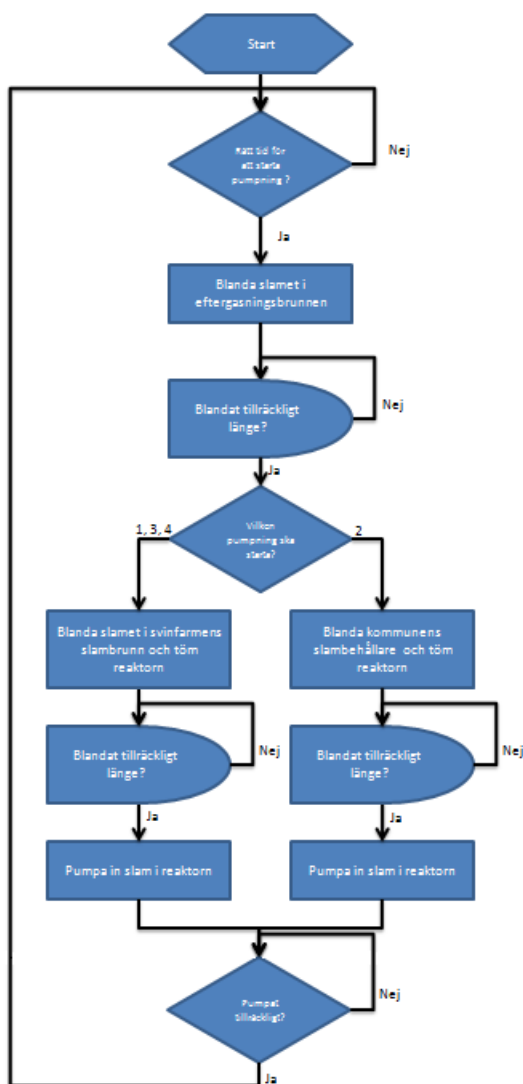 Start
Rätt tid för
att starta
pumpning ?
Nej
Ja
Blanda slamet i
eftergasningsbrunnen
Blandat tillräckligt
länge?
Nej
Ja
Vilken
pumpning ska
starta?
1, 3, 4
2
Blanda slamet i svinfarmens
slambrunn och töm
reaktorn
Blanda kommunens
slambehållare och töm
reaktorn
Blandat tillräckligt
länge?
Nej
Blandat tillräckligt
länge?
Nej
Ja
Ja
Pumpa in slam i reaktorn
Pumpa in slam i reaktorn
Pumpat
tillräckligt?
Nej
Ja